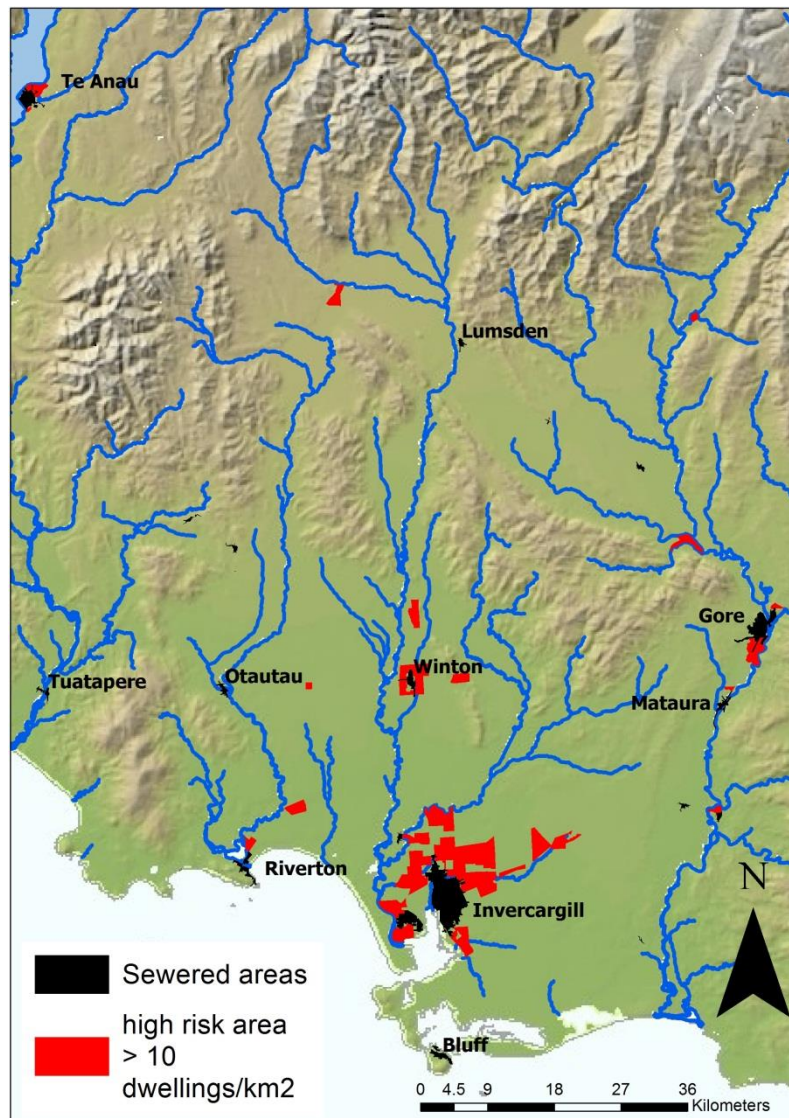 Te Anau
Lumsden
Gore
Tuatapere
Otautau
Winton
Mataura
Riverton
Invercargill
N
Bluff
Sewered areas
high risk area
> 10
dwellings/km2
0 4.5 9 18 27 36
Kilometers